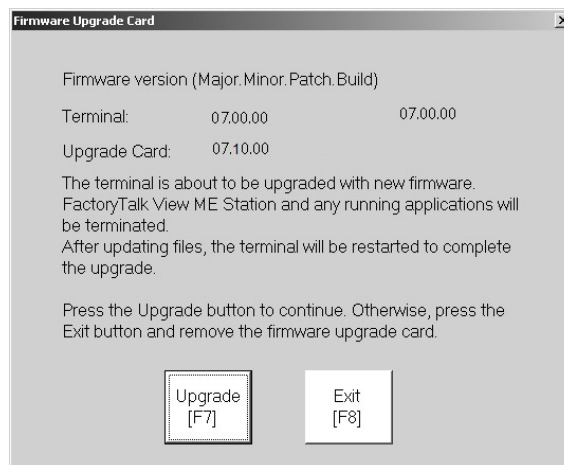 Firmware Upgrade Card
Firmware version (Major.Minor.Patch.Build)
Terminal: 07.00.00 07.00.00
Upgrade Card: 07.10.00
The terminal is about to be upgraded with new firmware.
FactoryTalk View ME Station and any running applications will
be terminated.
After updating files, the terminal will be restarted to complete
the upgrade.
Press the Upgrade button to continue. Otherwise, press the
Exit button and remove the firmware upgrade card.
Upgrade
[F7]
Exit
[F8]